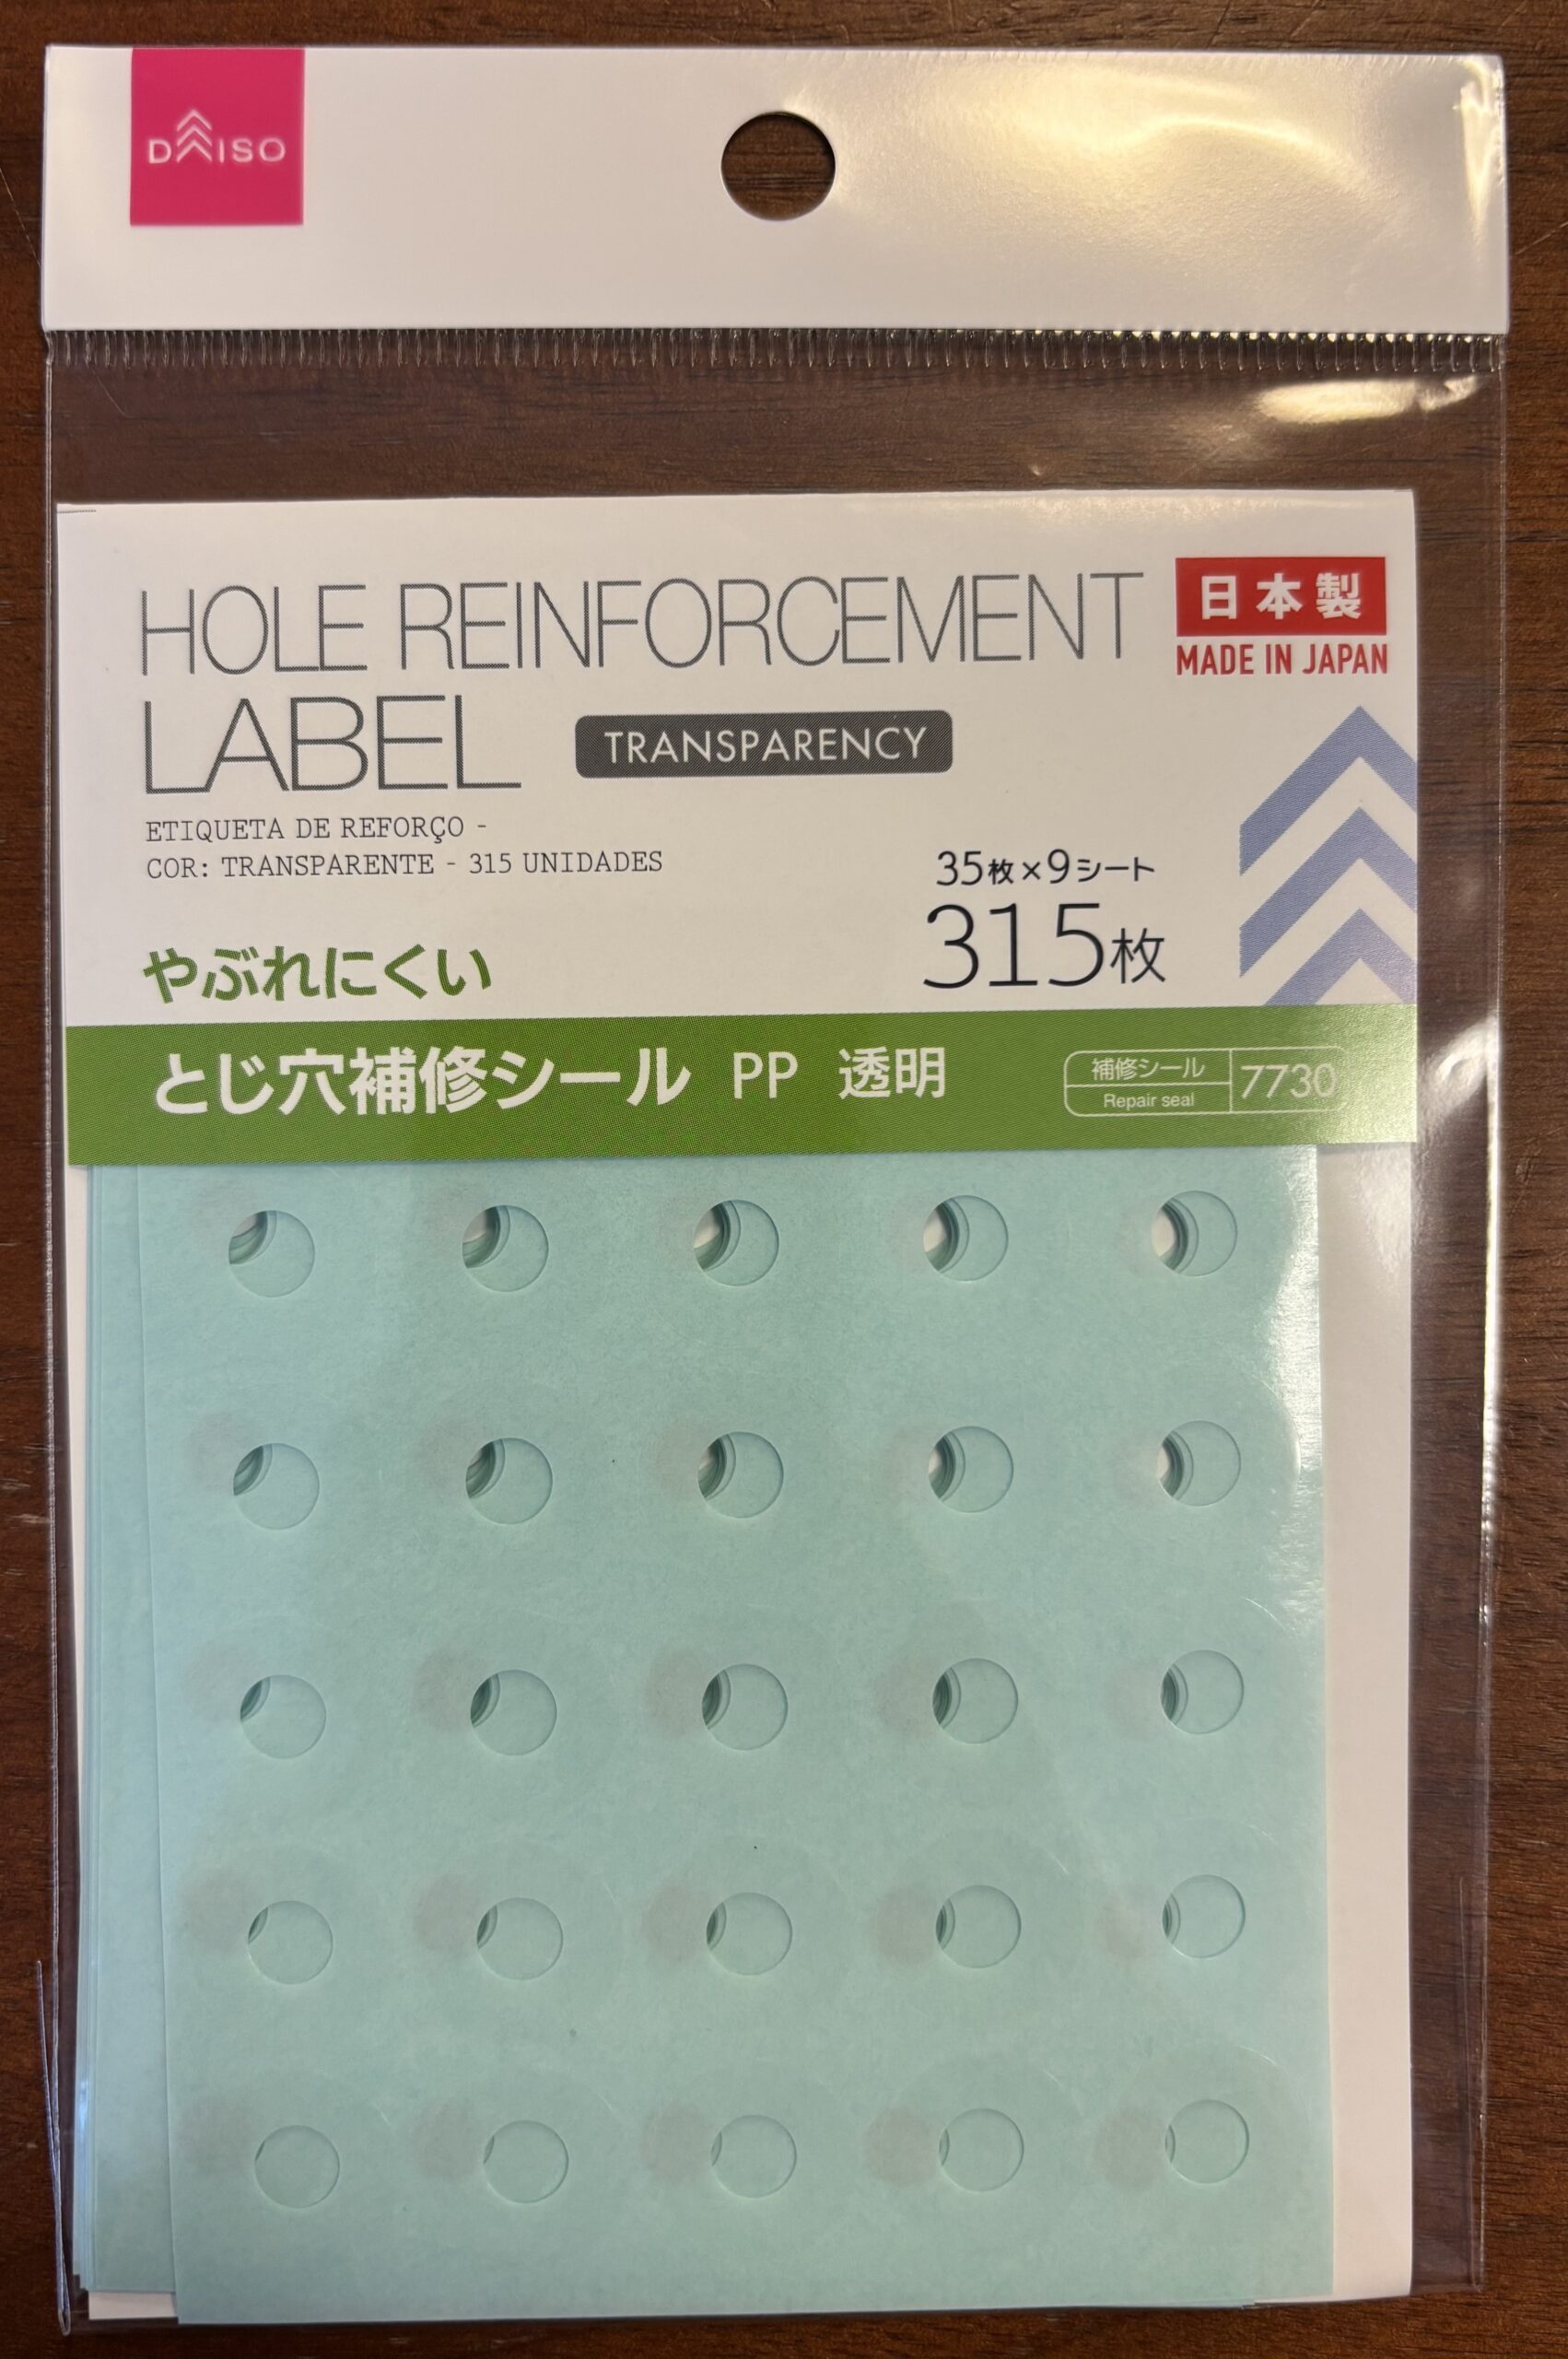 DAISO
HOLE REINFORCEMENT
LABEL
TRANSPARENCY
日本製
MADE IN JAPAN
ETIQUETA DE REFORÇO -
COR: TRANSPARENTE - 315 UNIDADES
35枚×9シート
315枚
やぶれにくい
とじ穴補修シール PP 透明
補修シール
Repair seal
7730